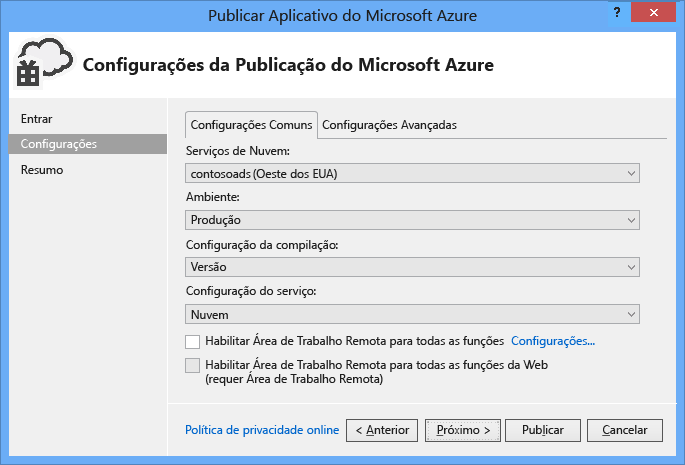 Publicar Aplicativo do Microsoft Azure
?
Configurações da Publicação do Microsoft Azure
Entrar
Configurações
Resumo
Configurações Comuns
Configurações Avançadas
Serviços de Nuvem:
contosoads (Oeste dos EUA)
Ambiente:
Produção
Configuração da compilação:
Versão
Configuração do serviço:
Nuvem
Habilitar Área de Trabalho Remota para todas as funções Configurações...
Habilitar Área de Trabalho Remota para todas as funções da Web
(requer Área de Trabalho Remota)
Política de privacidade online
< Anterior
Próximo >
Publicar
Cancelar